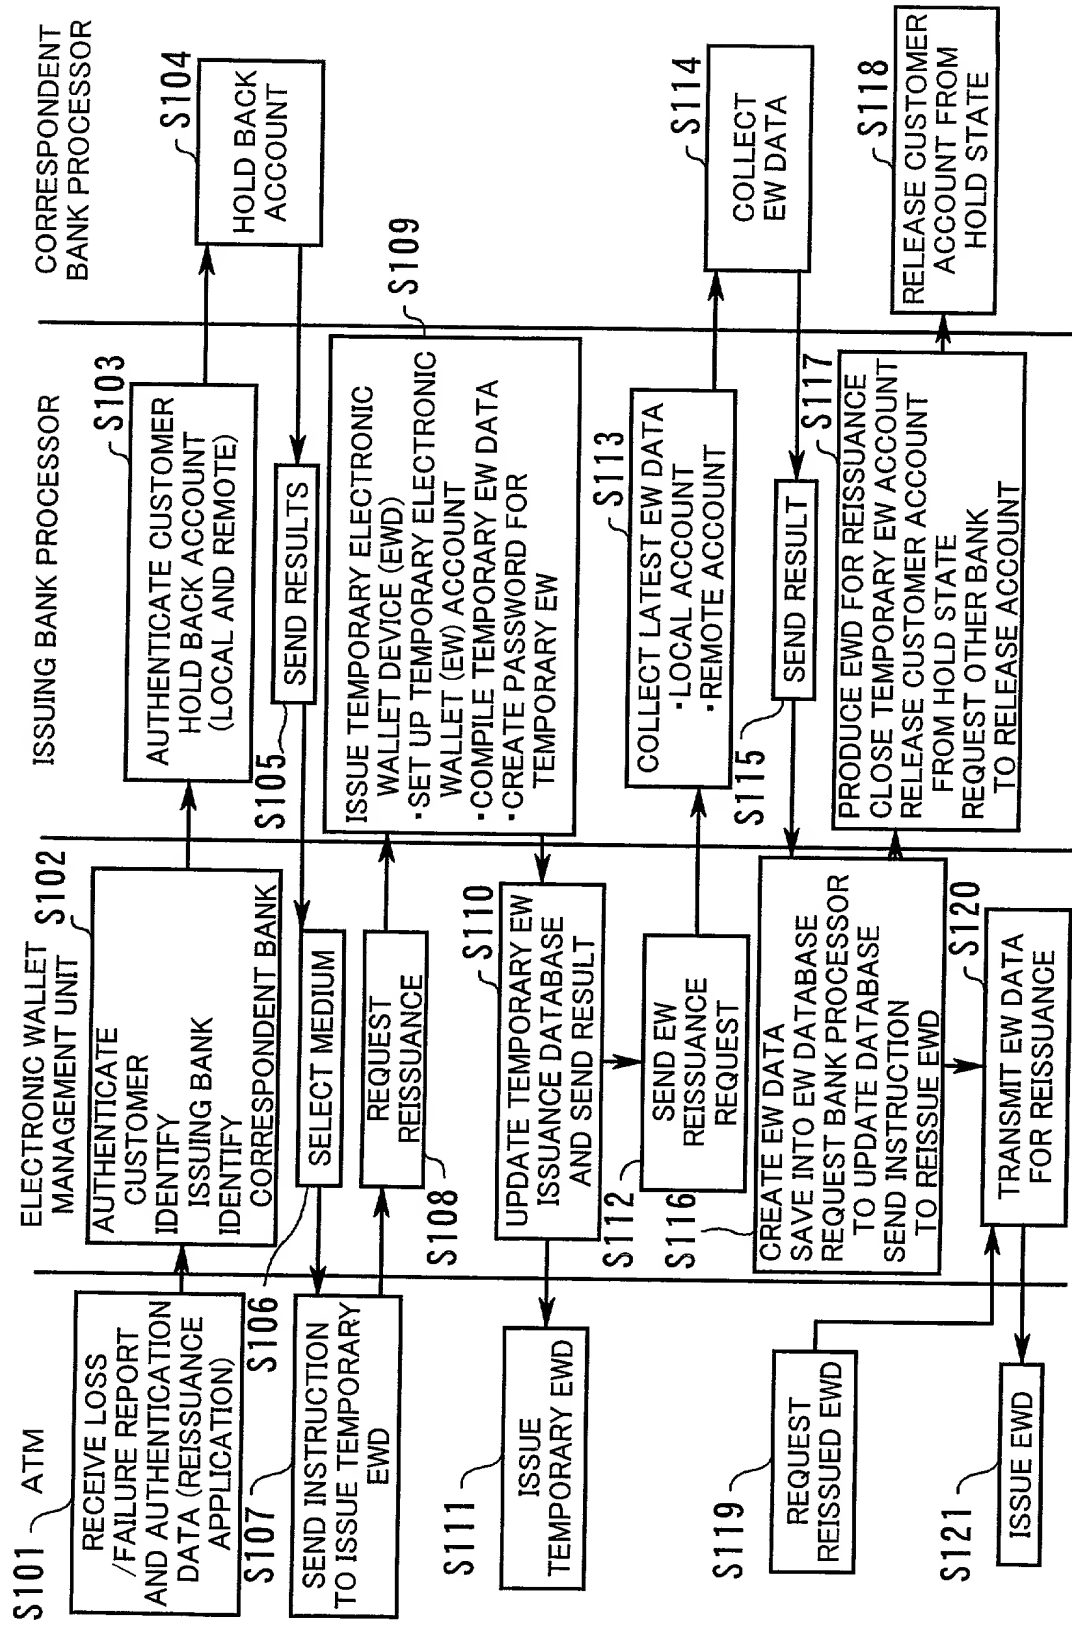 ATM
ELECTRONIC WALLET
MANAGEMENT UNIT
ISSUING BANK PROCESSOR
CORRESPONDENT
BANK PROCESSOR
S101
RECEIVE LOSS
/FAILURE REPORT
AND AUTHENTICATION
DATA (REISSUANCE
APPLICATION)
S102
AUTHENTICATE
CUSTOMER
IDENTIFY
ISSUING BANK
IDENTIFY
CORRESPONDENT BANK
S103
AUTHENTICATE CUSTOMER
HOLD BACK ACCOUNT
(LOCAL AND REMOTE)
S104
HOLD BACK
ACCOUNT
S105
SEND RESULTS
S106
SELECT MEDIUM
S107
SEND INSTRUCTION
TO ISSUE TEMPORARY
EWD
S108
REQUEST
REISSUANCE
S109
ISSUE TEMPORARY ELECTRONIC
WALLET DEVICE (EWD)
・SET UP TEMPORARY ELECTRONIC
WALLET (EW) ACCOUNT
・COMPILE TEMPORARY EW DATA
・CREATE PASSWORD FOR
TEMPORARY EW
S110
UPDATE TEMPORARY EW
ISSUANCE DATABASE
AND SEND RESULT
S111
ISSUE
TEMPORARY EWD
S112
SEND EW
REISSUANCE
REQUEST
S113
COLLECT LATEST EW DATA
・LOCAL ACCOUNT
・REMOTE ACCOUNT
S114
COLLECT
EW DATA
S115
SEND RESULT
S116
CREATE EW DATA
SAVE INTO EW DATABASE
REQUEST BANK PROCESSOR
TO UPDATE DATABASE
SEND INSTRUCTION
TO REISSUE EWD
S117
PRODUCE EWD FOR REISSUANCE
CLOSE TEMPORARY EW ACCOUNT
RELEASE CUSTOMER ACCOUNT
FROM HOLD STATE
REQUEST OTHER BANK
TO RELEASE ACCOUNT
S118
RELEASE CUSTOMER
ACCOUNT FROM
HOLD STATE
S119
REQUEST
REISSUED EWD
S120
TRANSMIT EW DATA
FOR REISSUANCE
S121
ISSUE EWD